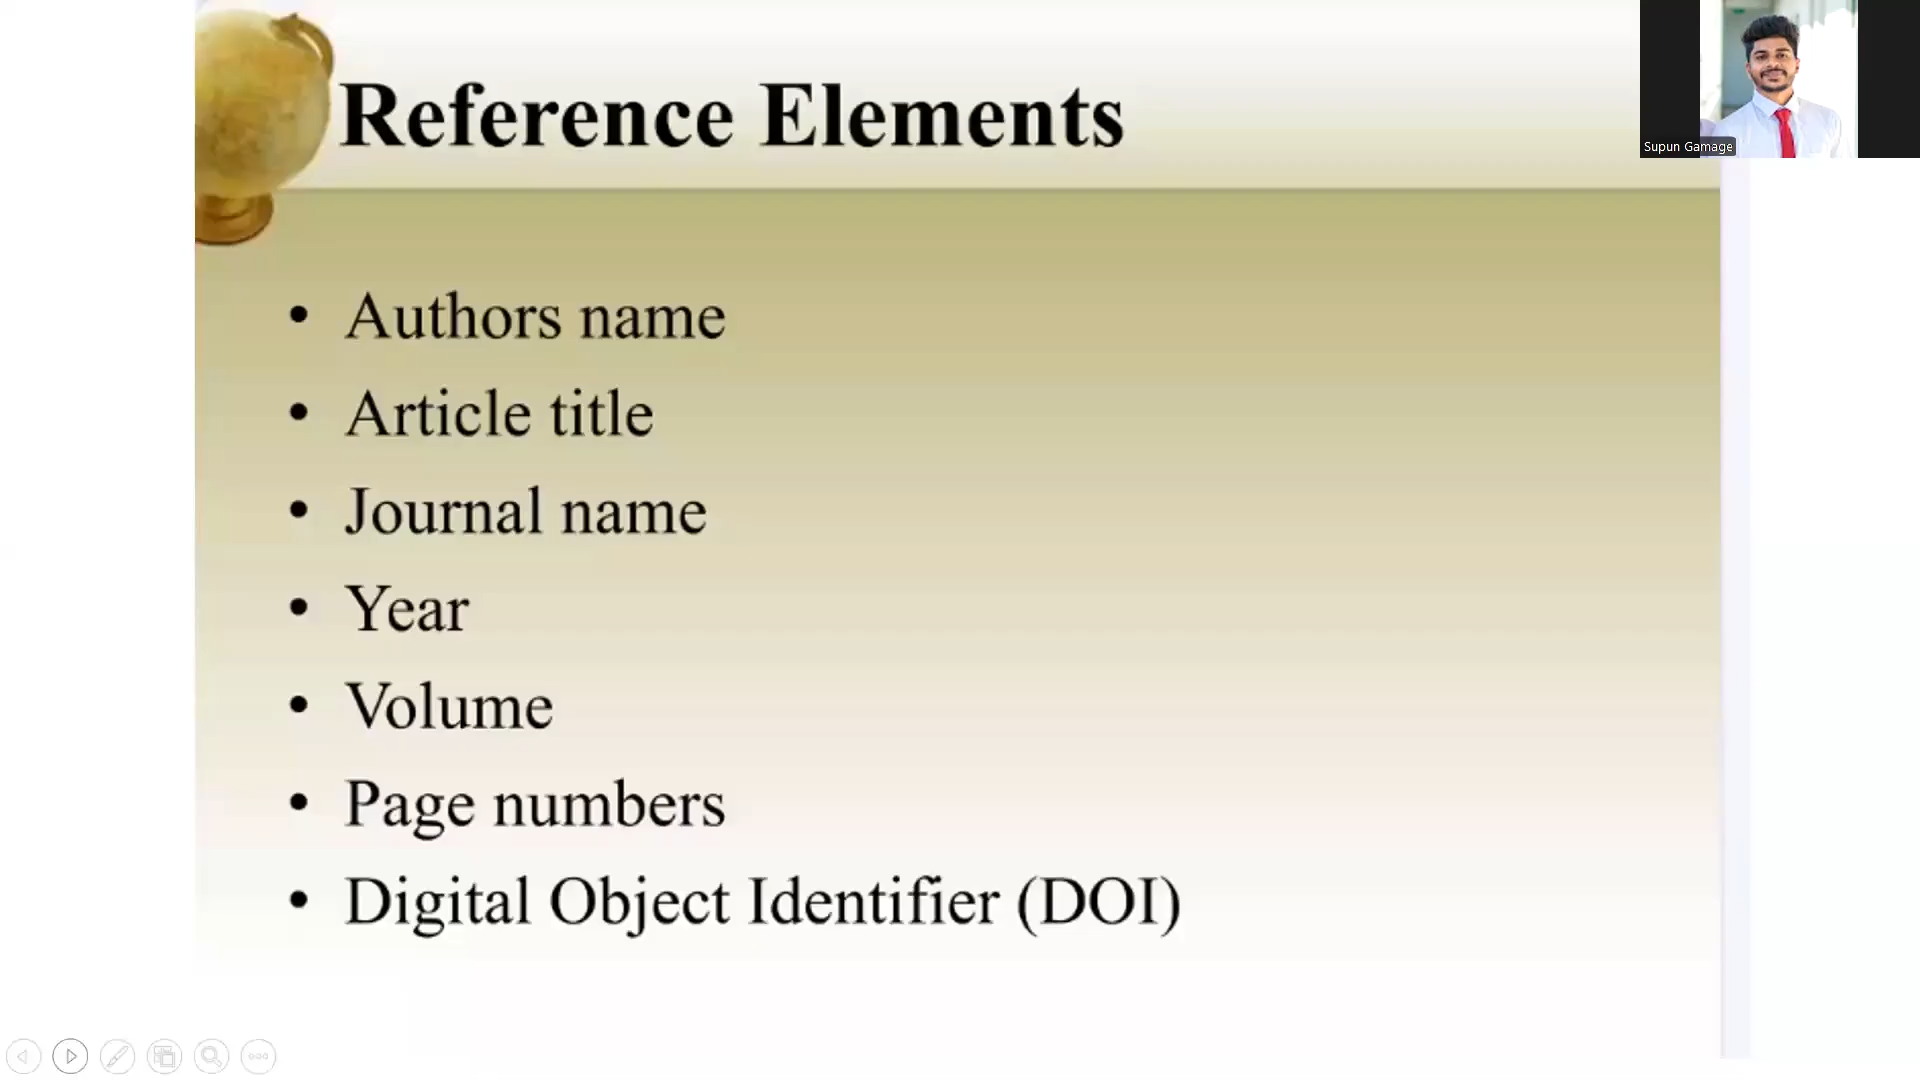 Reference Elements
Supun Gamage
• Authors name
• Article title
• Journal name
• Year
• Volume
• Page numbers
• Digital Object Identifier (DOI)